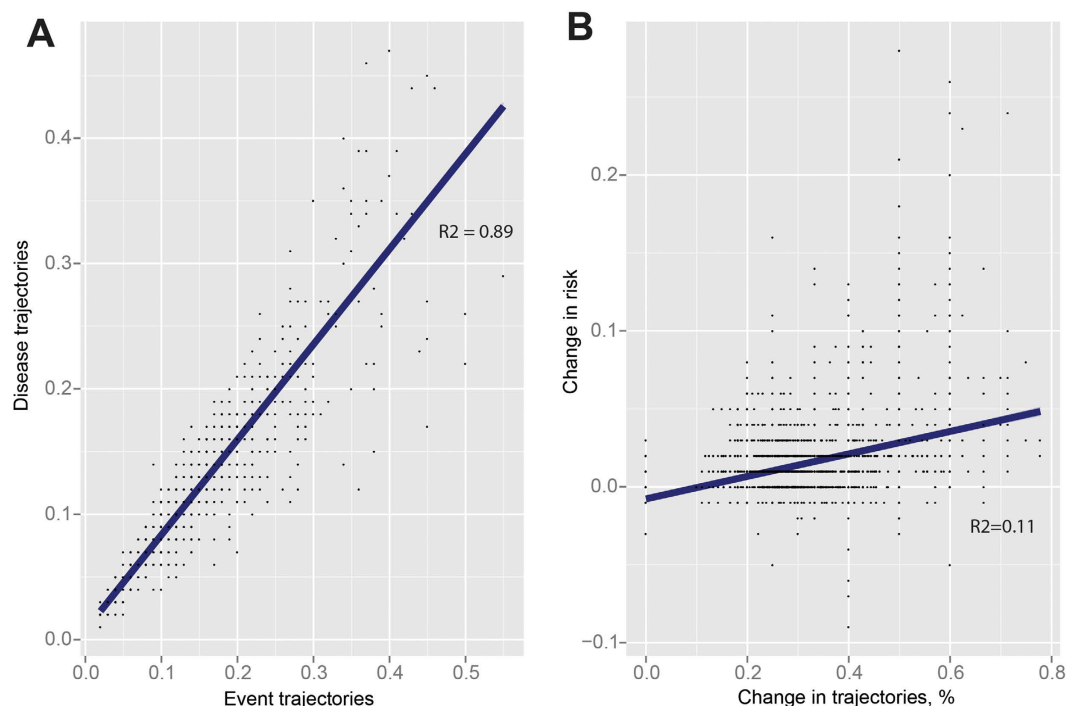 A
B
0.4
0.3
0.2
0.1
0.0
Disease trajectories
R2 = 0.89
0.0 0.1 0.2 0.3 0.4 0.5
Event trajectories
0.2
0.1
0.0
−0.1
Change in risk
R2=0.11
0.0 0.2 0.4 0.6 0.8
Change in trajectories, %